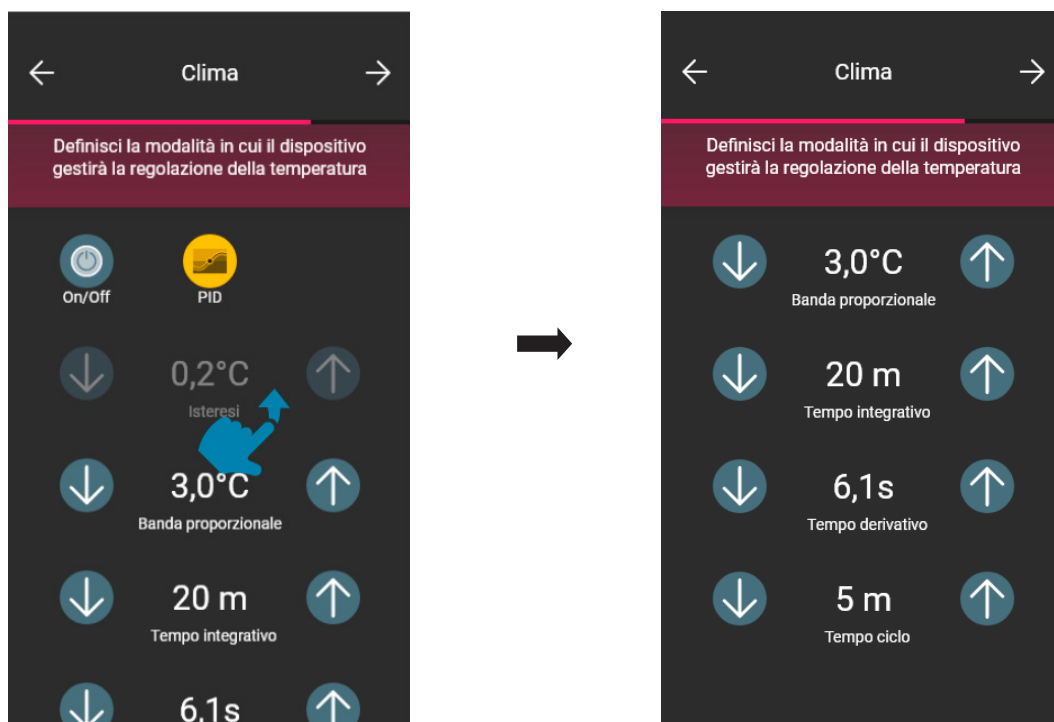 Clima
Definisci la modalità in cui il dispositivo
gestirà la regolazione della temperatura
On/Off
PID
0,2°C
Isteresi
3,0°C
Banda proporzionale
20 m
Tempo integrativo
6,1s
Clima
Definisci la modalità in cui il dispositivo
gestirà la regolazione della temperatura
3,0°C
Banda proporzionale
20 m
Tempo integrativo
6,1s
Tempo derivativo
5 m
Tempo ciclo